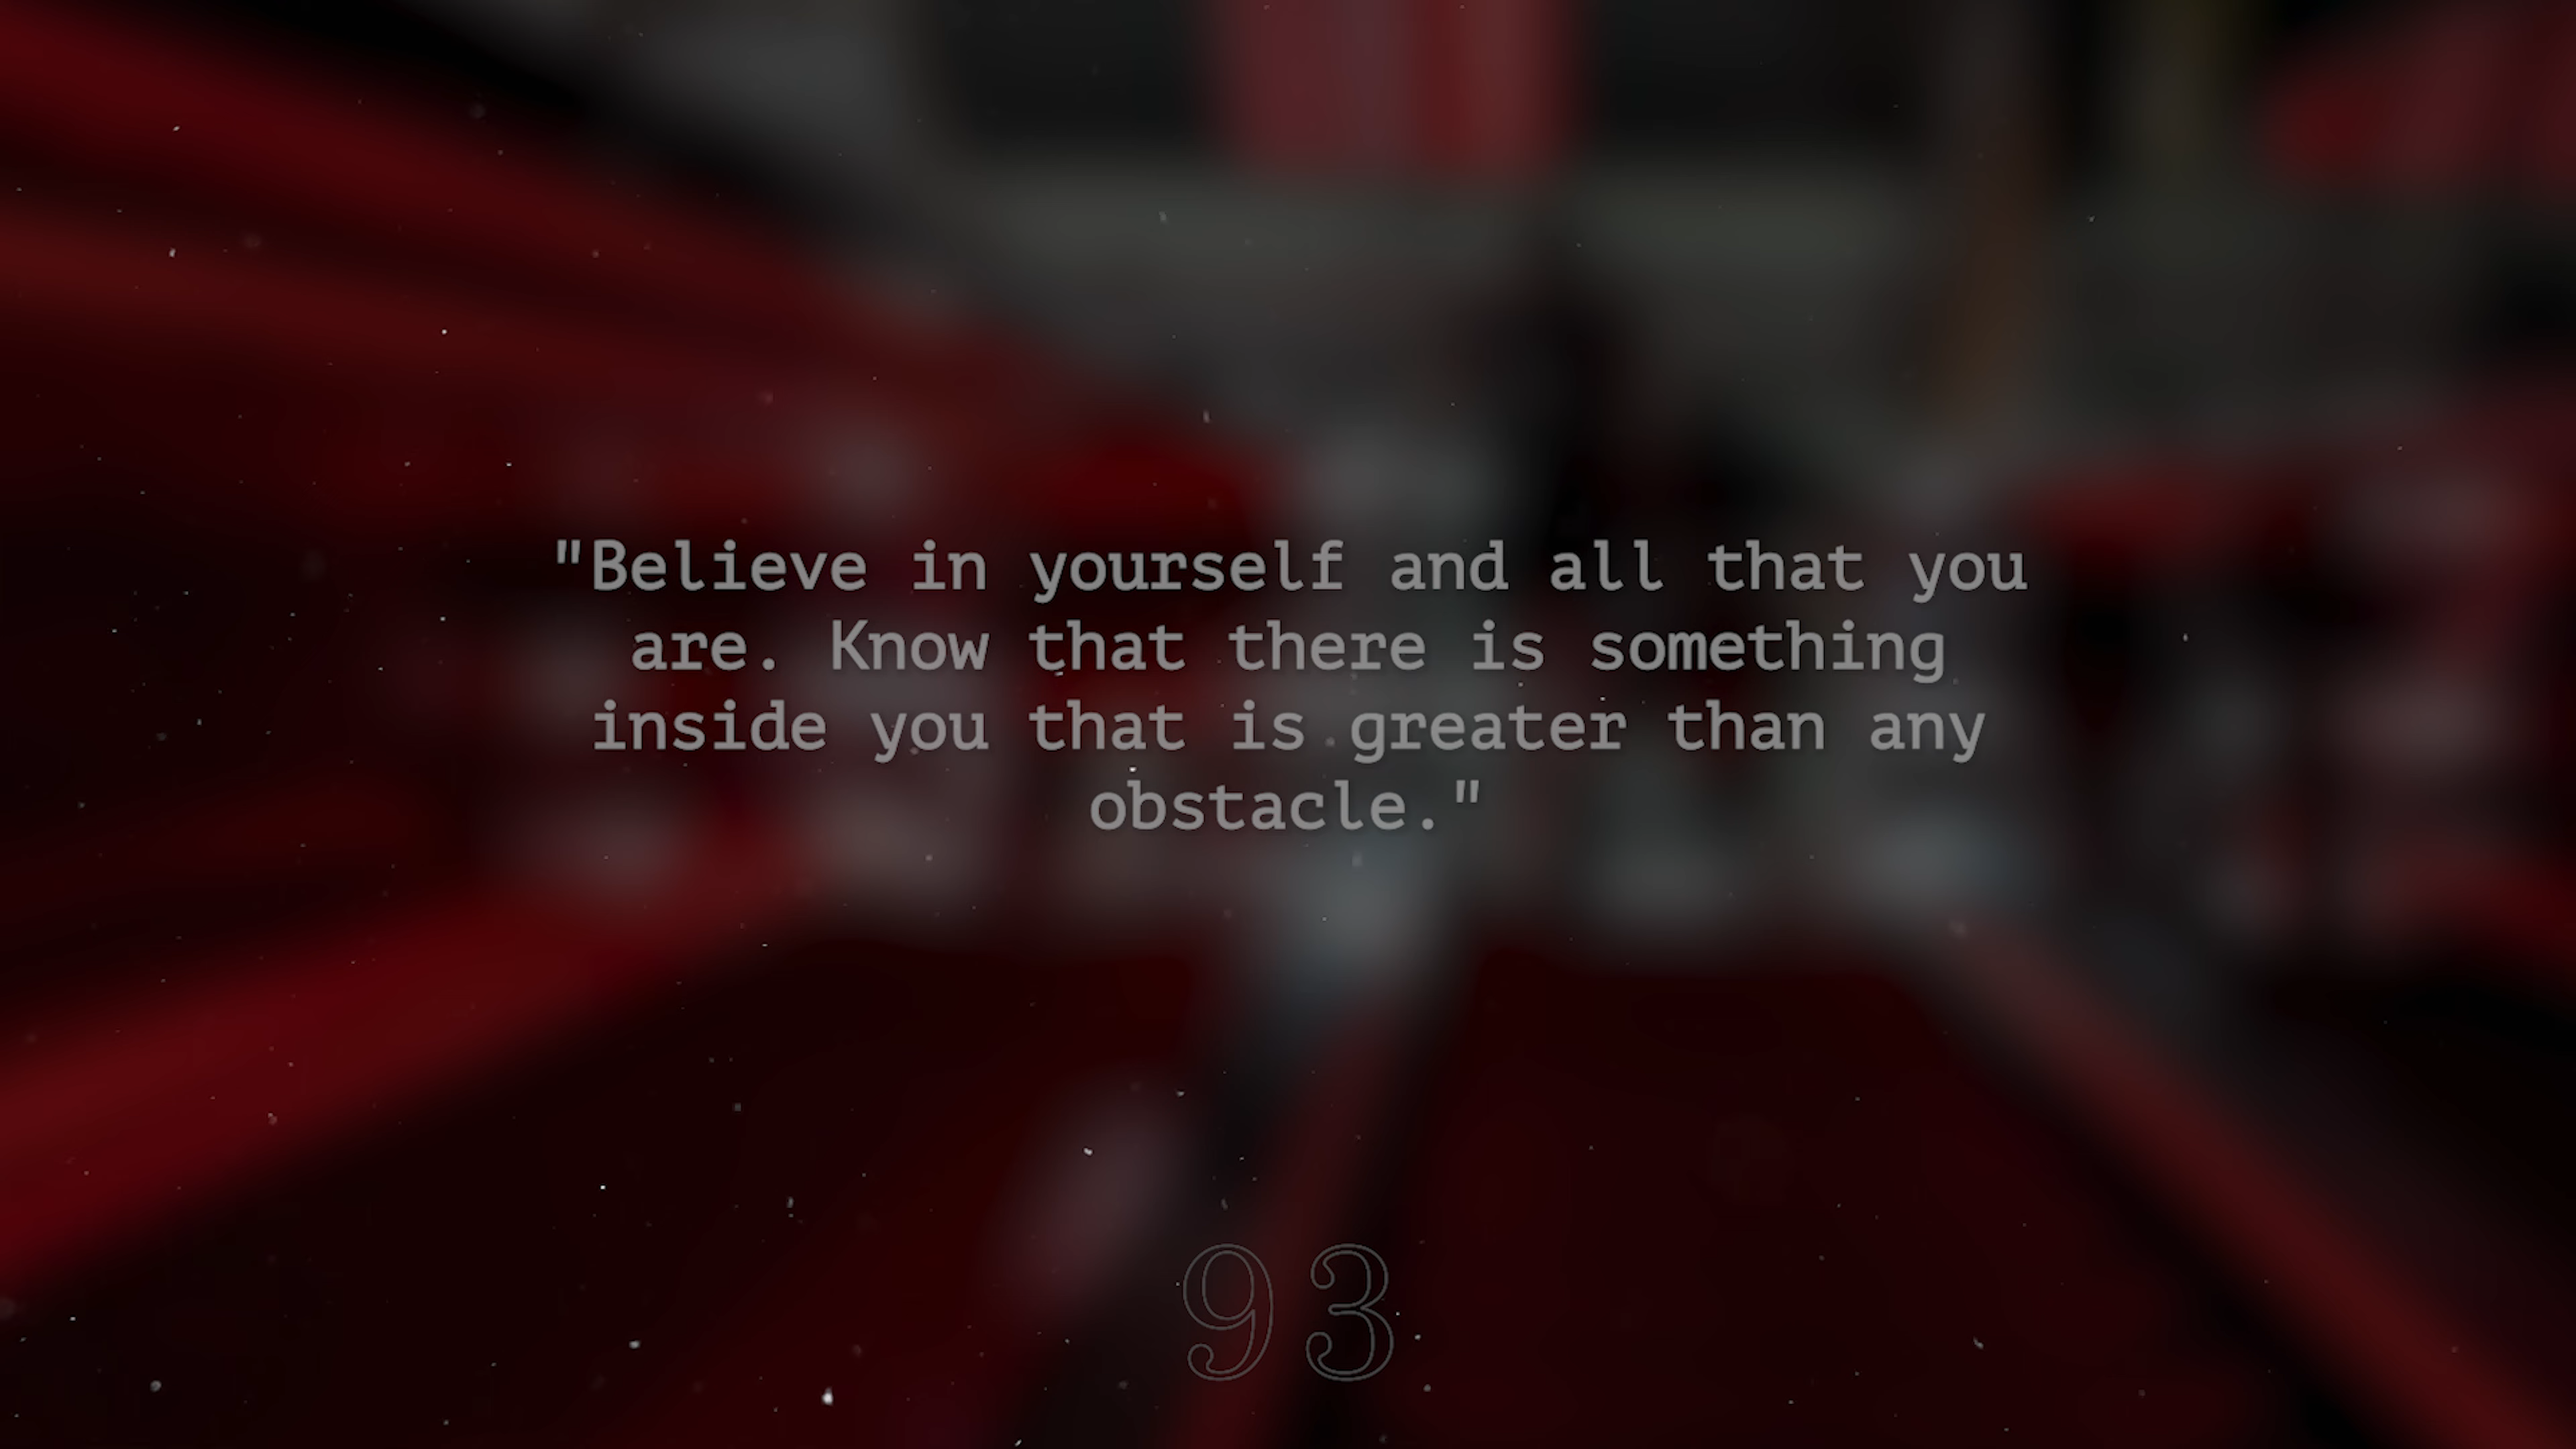 "Believe in yourself and all that you
are. Know that there is something
inside you that is greater than any
obstacle."
93